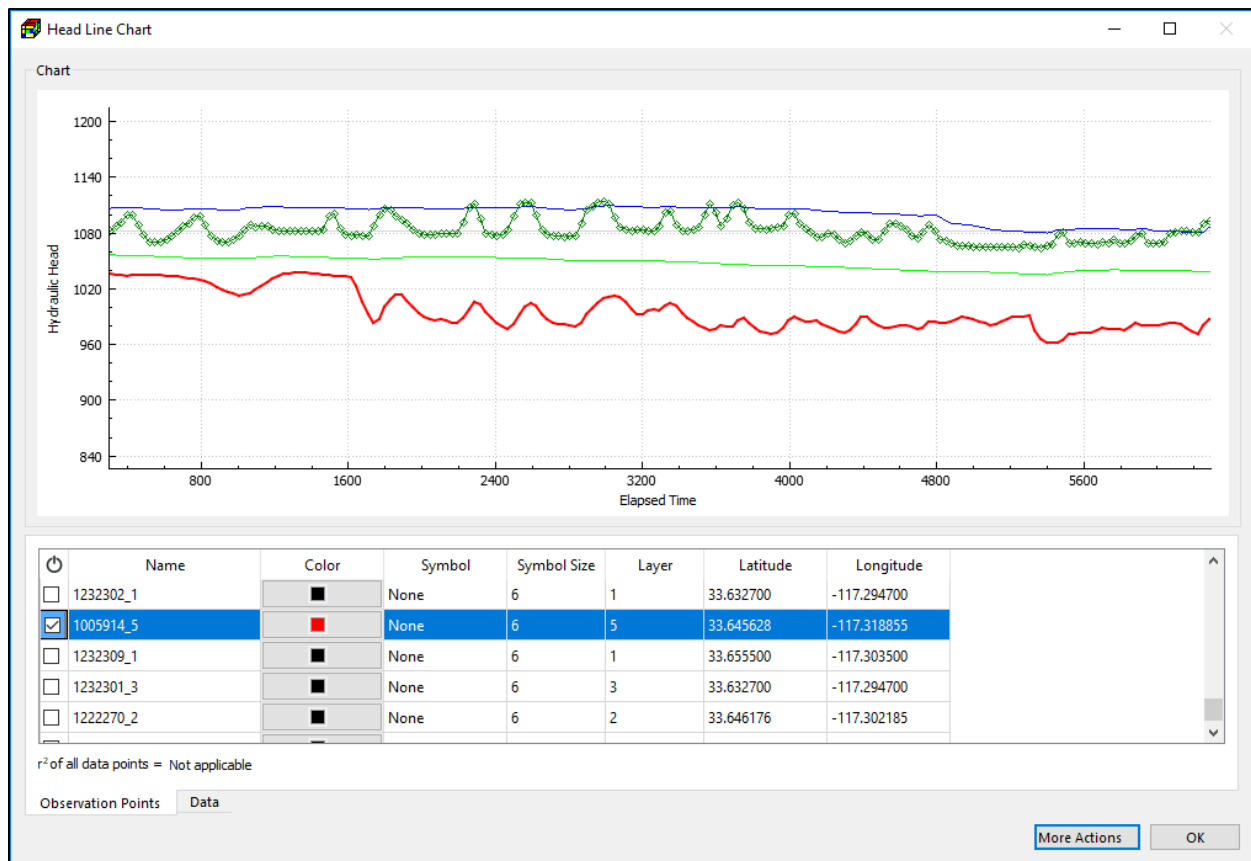 Head Line Chart
Chart
1200
1140
1080
1020
960
900
840
Hydraulic Head
800 1600 2400 3200 4000 4800 5600
Elapsed Time
Name Color Symbol Symbol Size Layer Latitude Longitude
1232302_1 None 6 1 33.632700 -117.294700
1005914_5 None 6 5 33.645628 -117.318855
1232309_1 None 6 1 33.655500 -117.303500
1232301_3 None 6 3 33.632700 -117.294700
1222270_2 None 6 2 33.646176 -117.302185
r² of all data points = Not applicable
Observation Points Data
More Actions OK